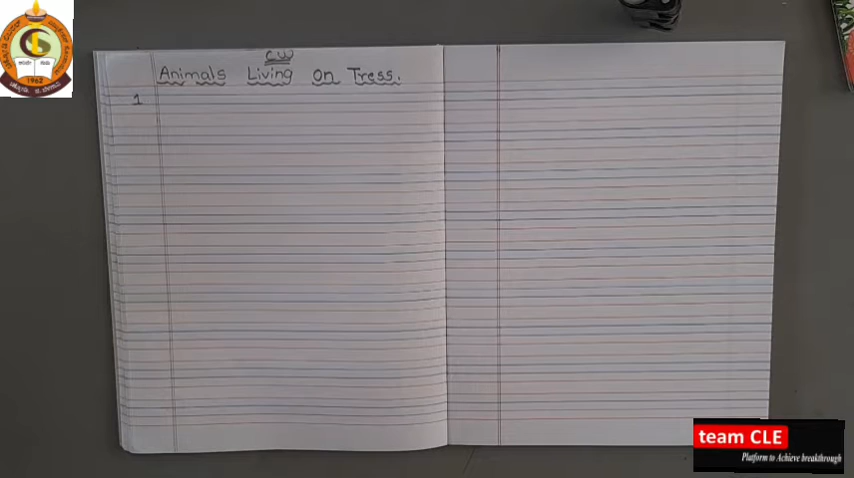 CW
Animals Living on Tress.
1
1962
team CLE
Platform to Achieve breakthrough